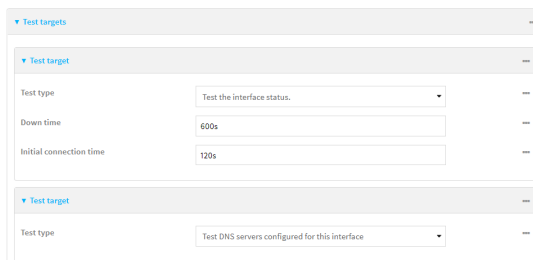 Test targets
Test target
Test type Test the interface status.
Down time 600s
Initial connection time 120s
Test target
Test type Test DNS servers configured for this interface